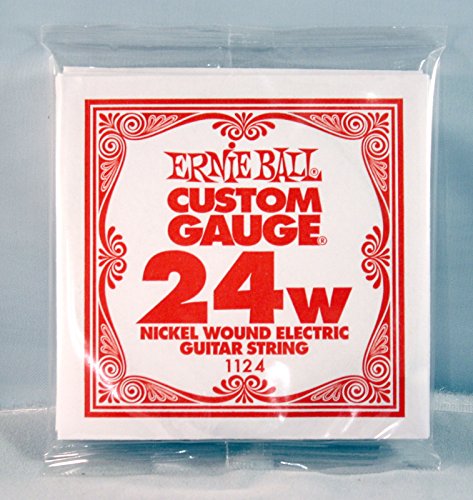 ERNIE BALL
CUSTOM
GAUGE®
24w
NICKEL WOUND ELECTRIC
GUITAR STRING
1124